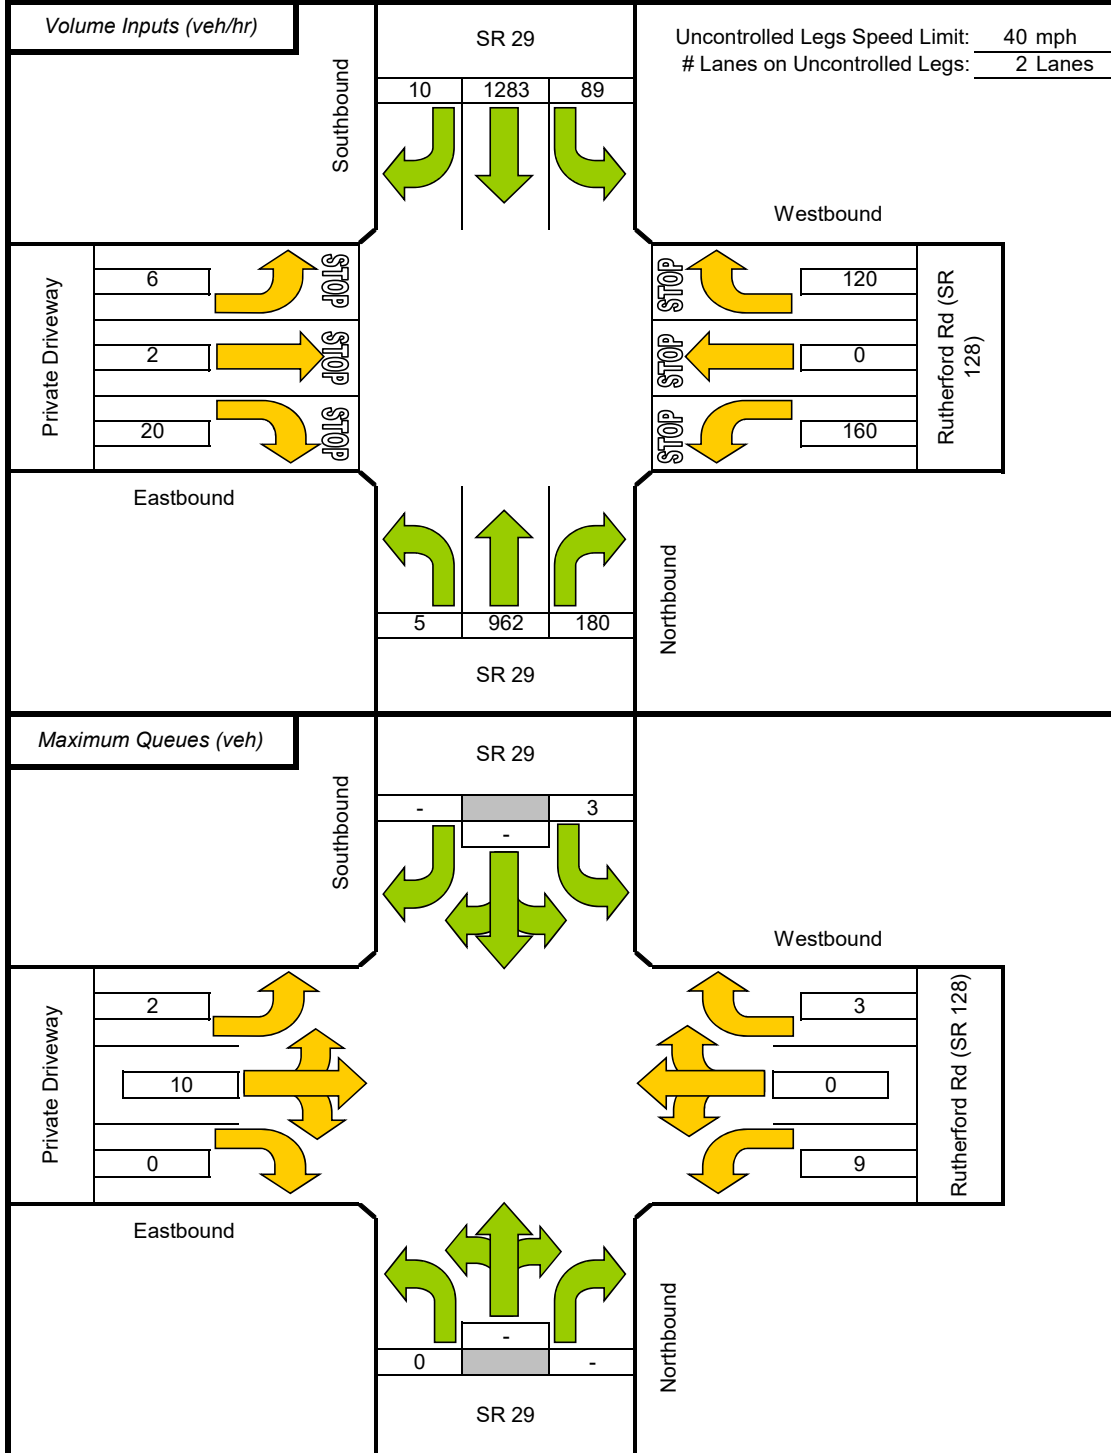 Volume Inputs (veh/hr)
SR 29
Uncontrolled Legs Speed Limit: 40 mph
# Lanes on Uncontrolled Legs: 2 Lanes
Southbound
10 1283 89
Westbound
Private Driveway
6 STOP
2 STOP
20 STOP
STOP 120
STOP 0
STOP 160
Rutherford Rd (SR
128)
Eastbound
Northbound
5 962 180
SR 29
Maximum Queues (veh)
SR 29
Southbound
- 3
-
Westbound
Private Driveway
2
10
0
3
0
9
Rutherford Rd (SR 128)
Eastbound
Northbound
-
0 -
SR 29